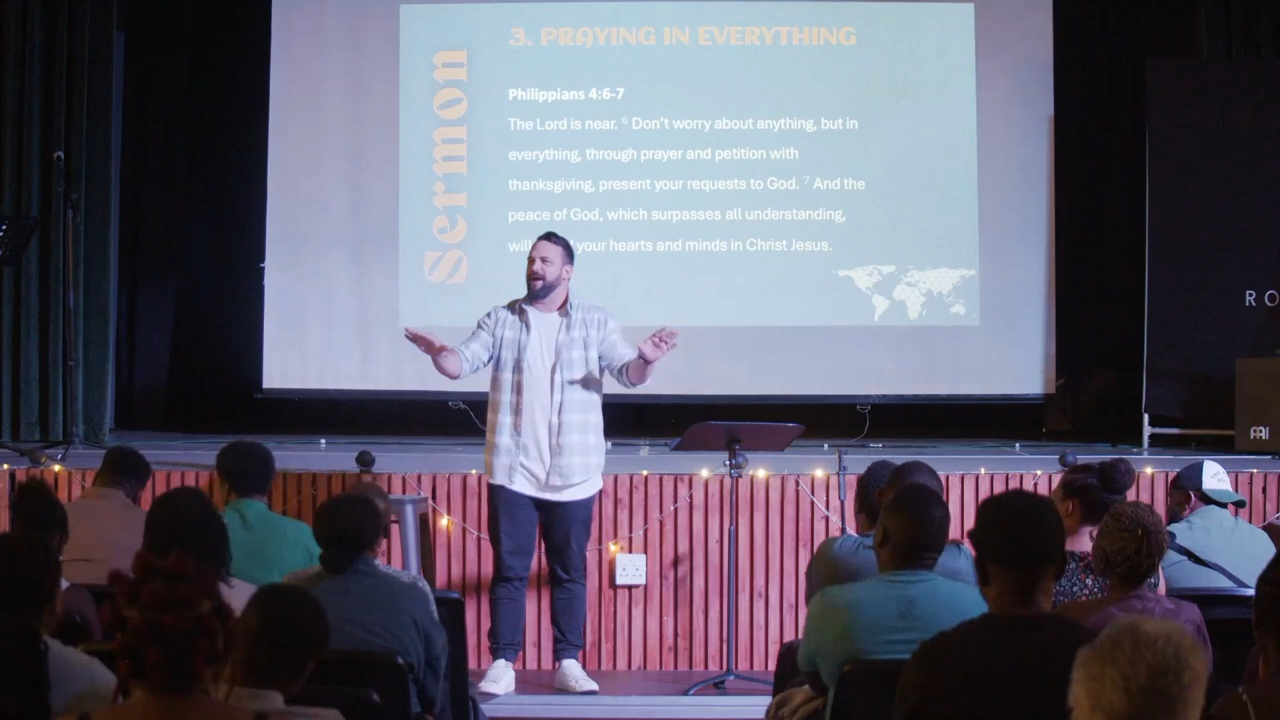 3. PRAYING IN EVERYTHING
Sermon
Philippians 4:6-7
The Lord is near. ⁶ Don't worry about anything, but in
everything, through prayer and petition with
thanksgiving, present your requests to God. ⁷ And the
peace of God, which surpasses all understanding,
will your hearts and minds in Christ Jesus.
RO